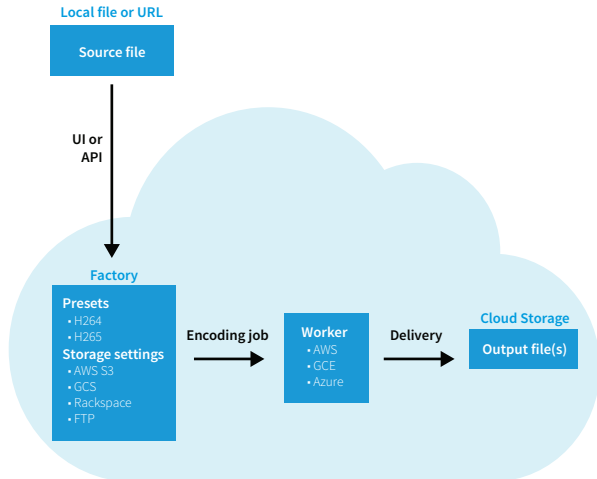 Local file or URL
Source file
UI or
API
Factory
Presets
• H264
• H265
Storage settings
• AWS S3
• GCS
• Rackspace
• FTP
Encoding job
Worker
• AWS
• GCE
• Azure
Delivery
Cloud Storage
Output file(s)